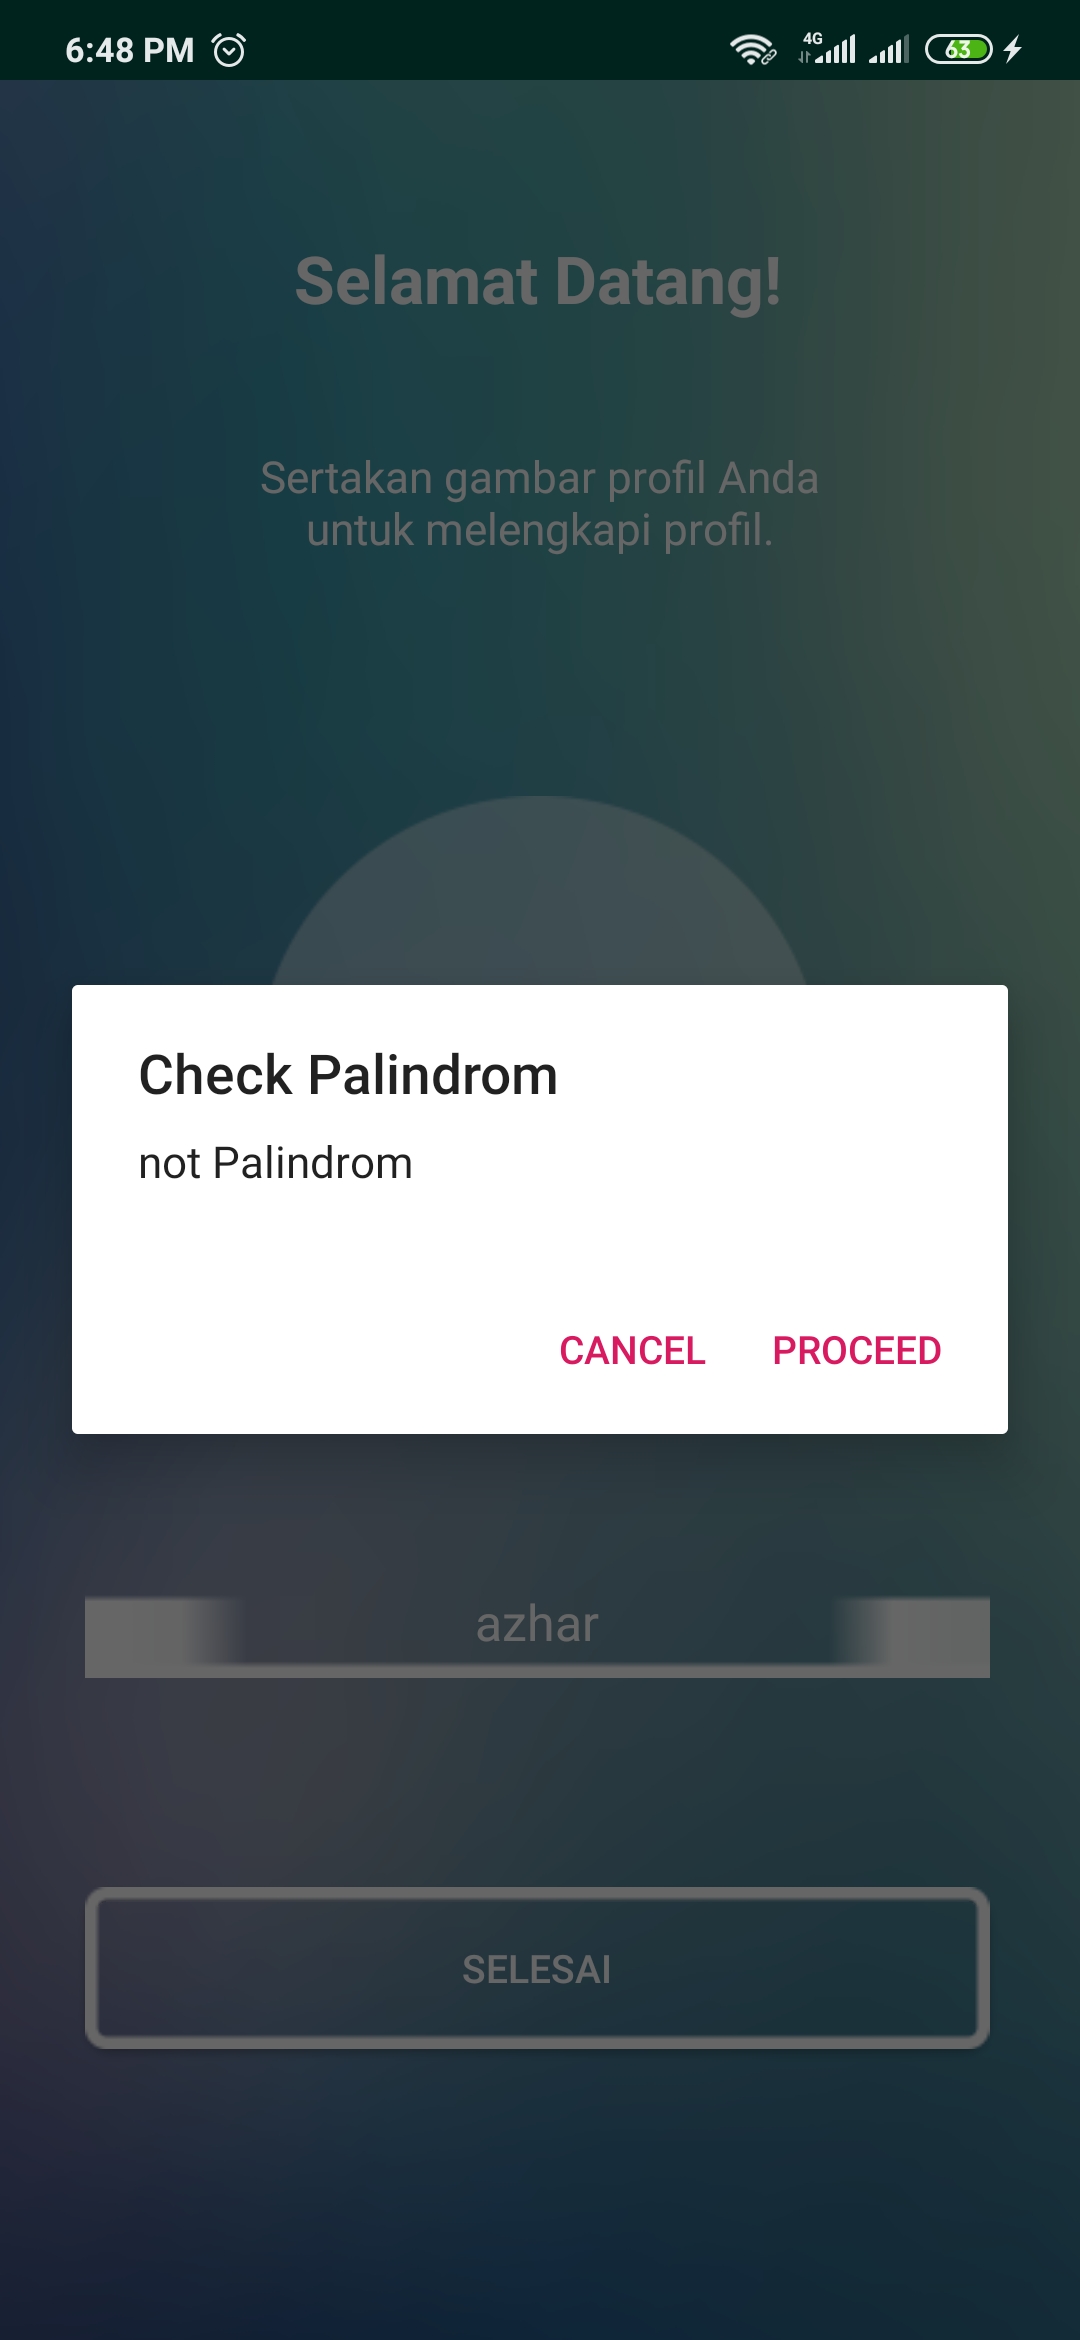 6:48 PM
4G
63
Selamat Datang!
Sertakan gambar profil Anda
untuk melengkapi profil.
Check Palindrom
not Palindrom
CANCEL PROCEED
azhar
SELESAI